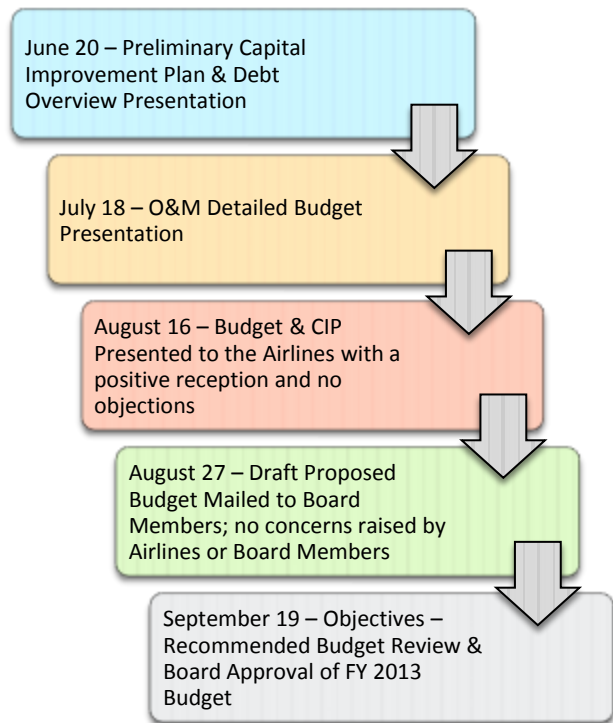 June 20 – Preliminary Capital
Improvement Plan & Debt
Overview Presentation
July 18 – O&M Detailed Budget
Presentation
August 16 – Budget & CIP
Presented to the Airlines with a
positive reception and no
objections
August 27 – Draft Proposed
Budget Mailed to Board
Members; no concerns raised by
Airlines or Board Members
September 19 – Objectives –
Recommended Budget Review &
Board Approval of FY 2013
Budget